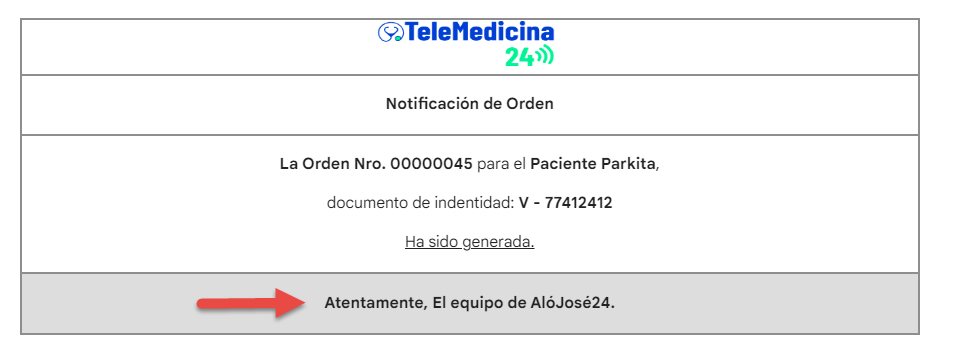 TeleMedicina
24
Notificación de Orden
La Orden Nro. 00000045 para el Paciente Parkita,
documento de indentidad: V - 77412412
Ha sido generada.
Atentamente, El equipo de AlóJosé24.